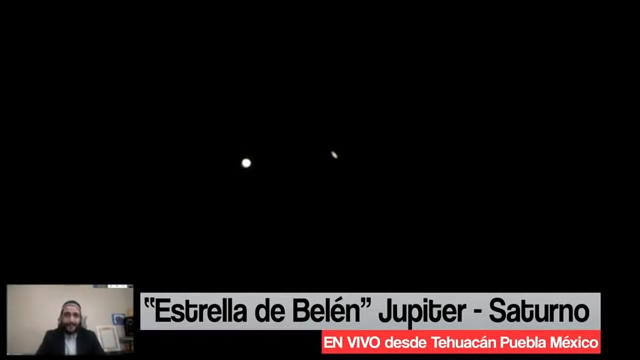 “Estrella de Belén” Jupiter - Saturno
EN VIVO desde Tehuacán Puebla México